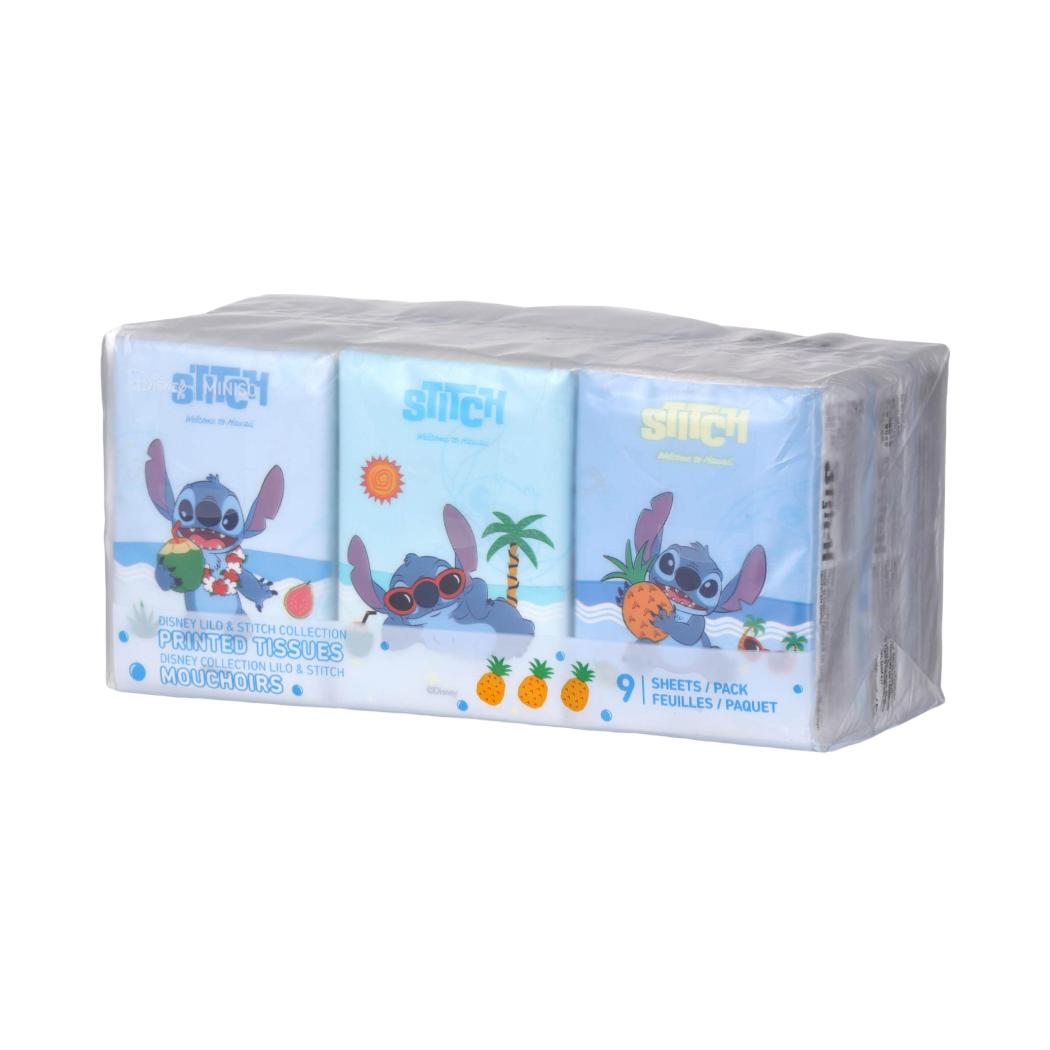 Disney | MINISO
STITCH
Welcome to Hawaii
STITCH
Welcome to Hawaii
STITCH
Welcome to Hawaii
DISNEY LILO & STITCH COLLECTION
PRINTED TISSUES
DISNEY COLLECTION LILO & STITCH
MOUCHOIRS
©Disney
9 | SHEETS / PACK
FEUILLES / PAQUET
Stitch